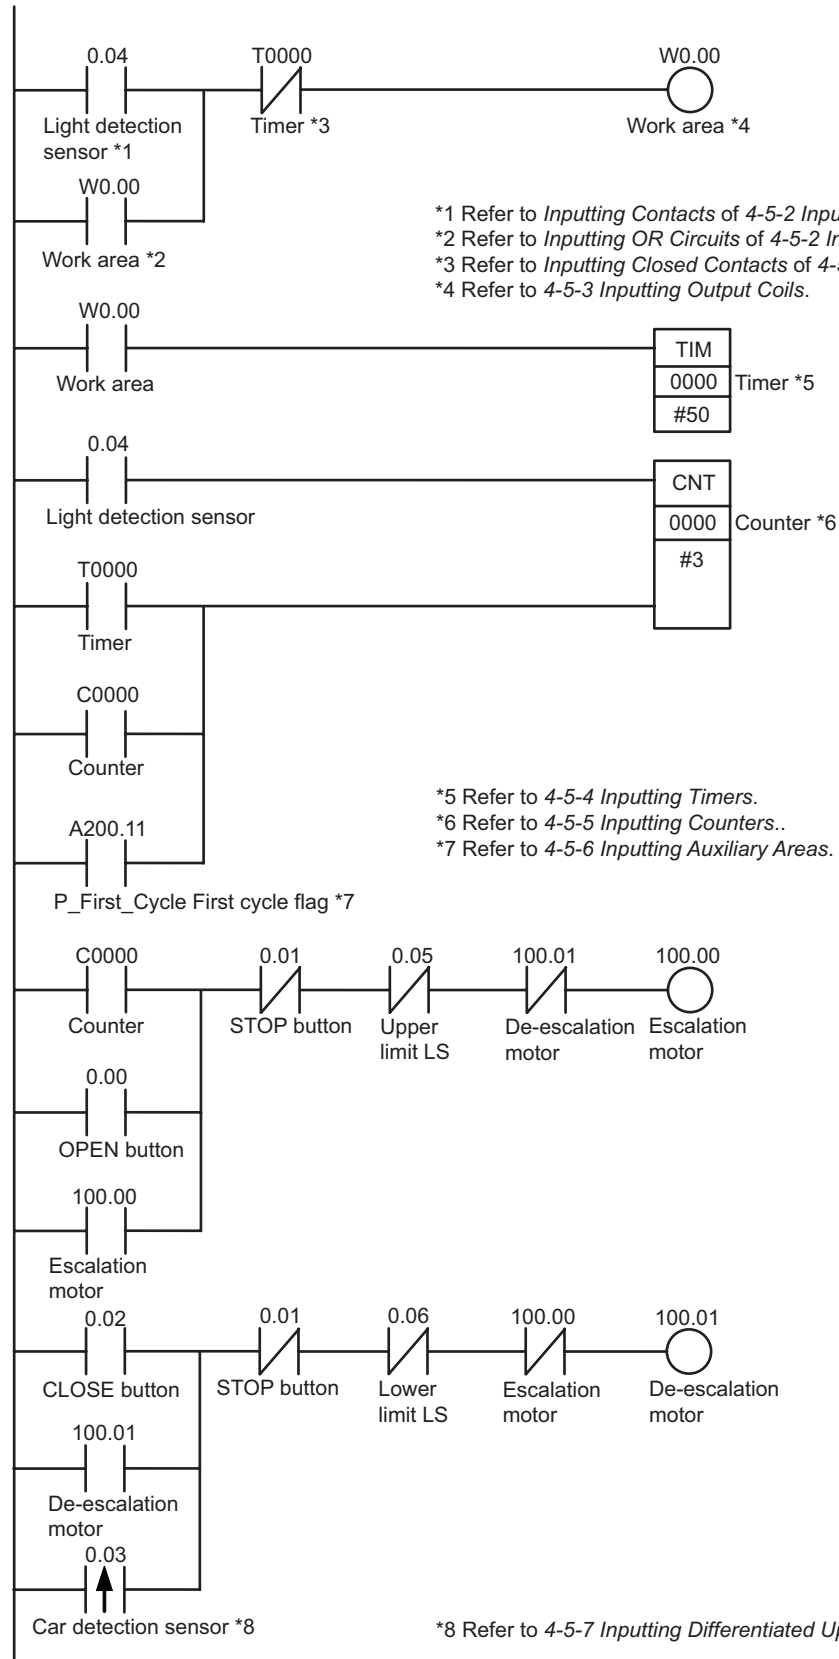 0.04 T0000 W0.00
Light detection Timer *3 Work area *4
sensor *1
W0.00
*1 Refer to Inputting Contacts of 4-5-2
*2 Refer to Inputting OR Circuits of 4-5-2
Work area *2
*3 Refer to Inputting Closed Contacts of
*4 Refer to 4-5-3 Inputting Output Coils.
W0.00
TIM
Work area 0000 Timer *5
#50
0.04
CNT
Light detection sensor 0000 Counter *6
#3
T0000
Timer
C0000
Counter
*5 Refer to 4-5-4 Inputting Timers.
*6 Refer to 4-5-5 Inputting Counters..
A200.11
*7 Refer to 4-5-6 Inputting Auxiliary Areas.
P_First_Cycle First cycle flag *7
C0000 0.01 0.05 100.01 100.00
Counter STOP button Upper De-escalation Escalation
limit LS motor motor
0.00
OPEN button
100.00
Escalation
motor
0.02 0.01 0.06 100.00 100.01
CLOSE button STOP button Lower Escalation De-escalation
limit LS motor motor
100.01
De-escalation
motor
0.03
Car detection sensor *8 *8 Refer to 4-5-7 Inputting Differentiated